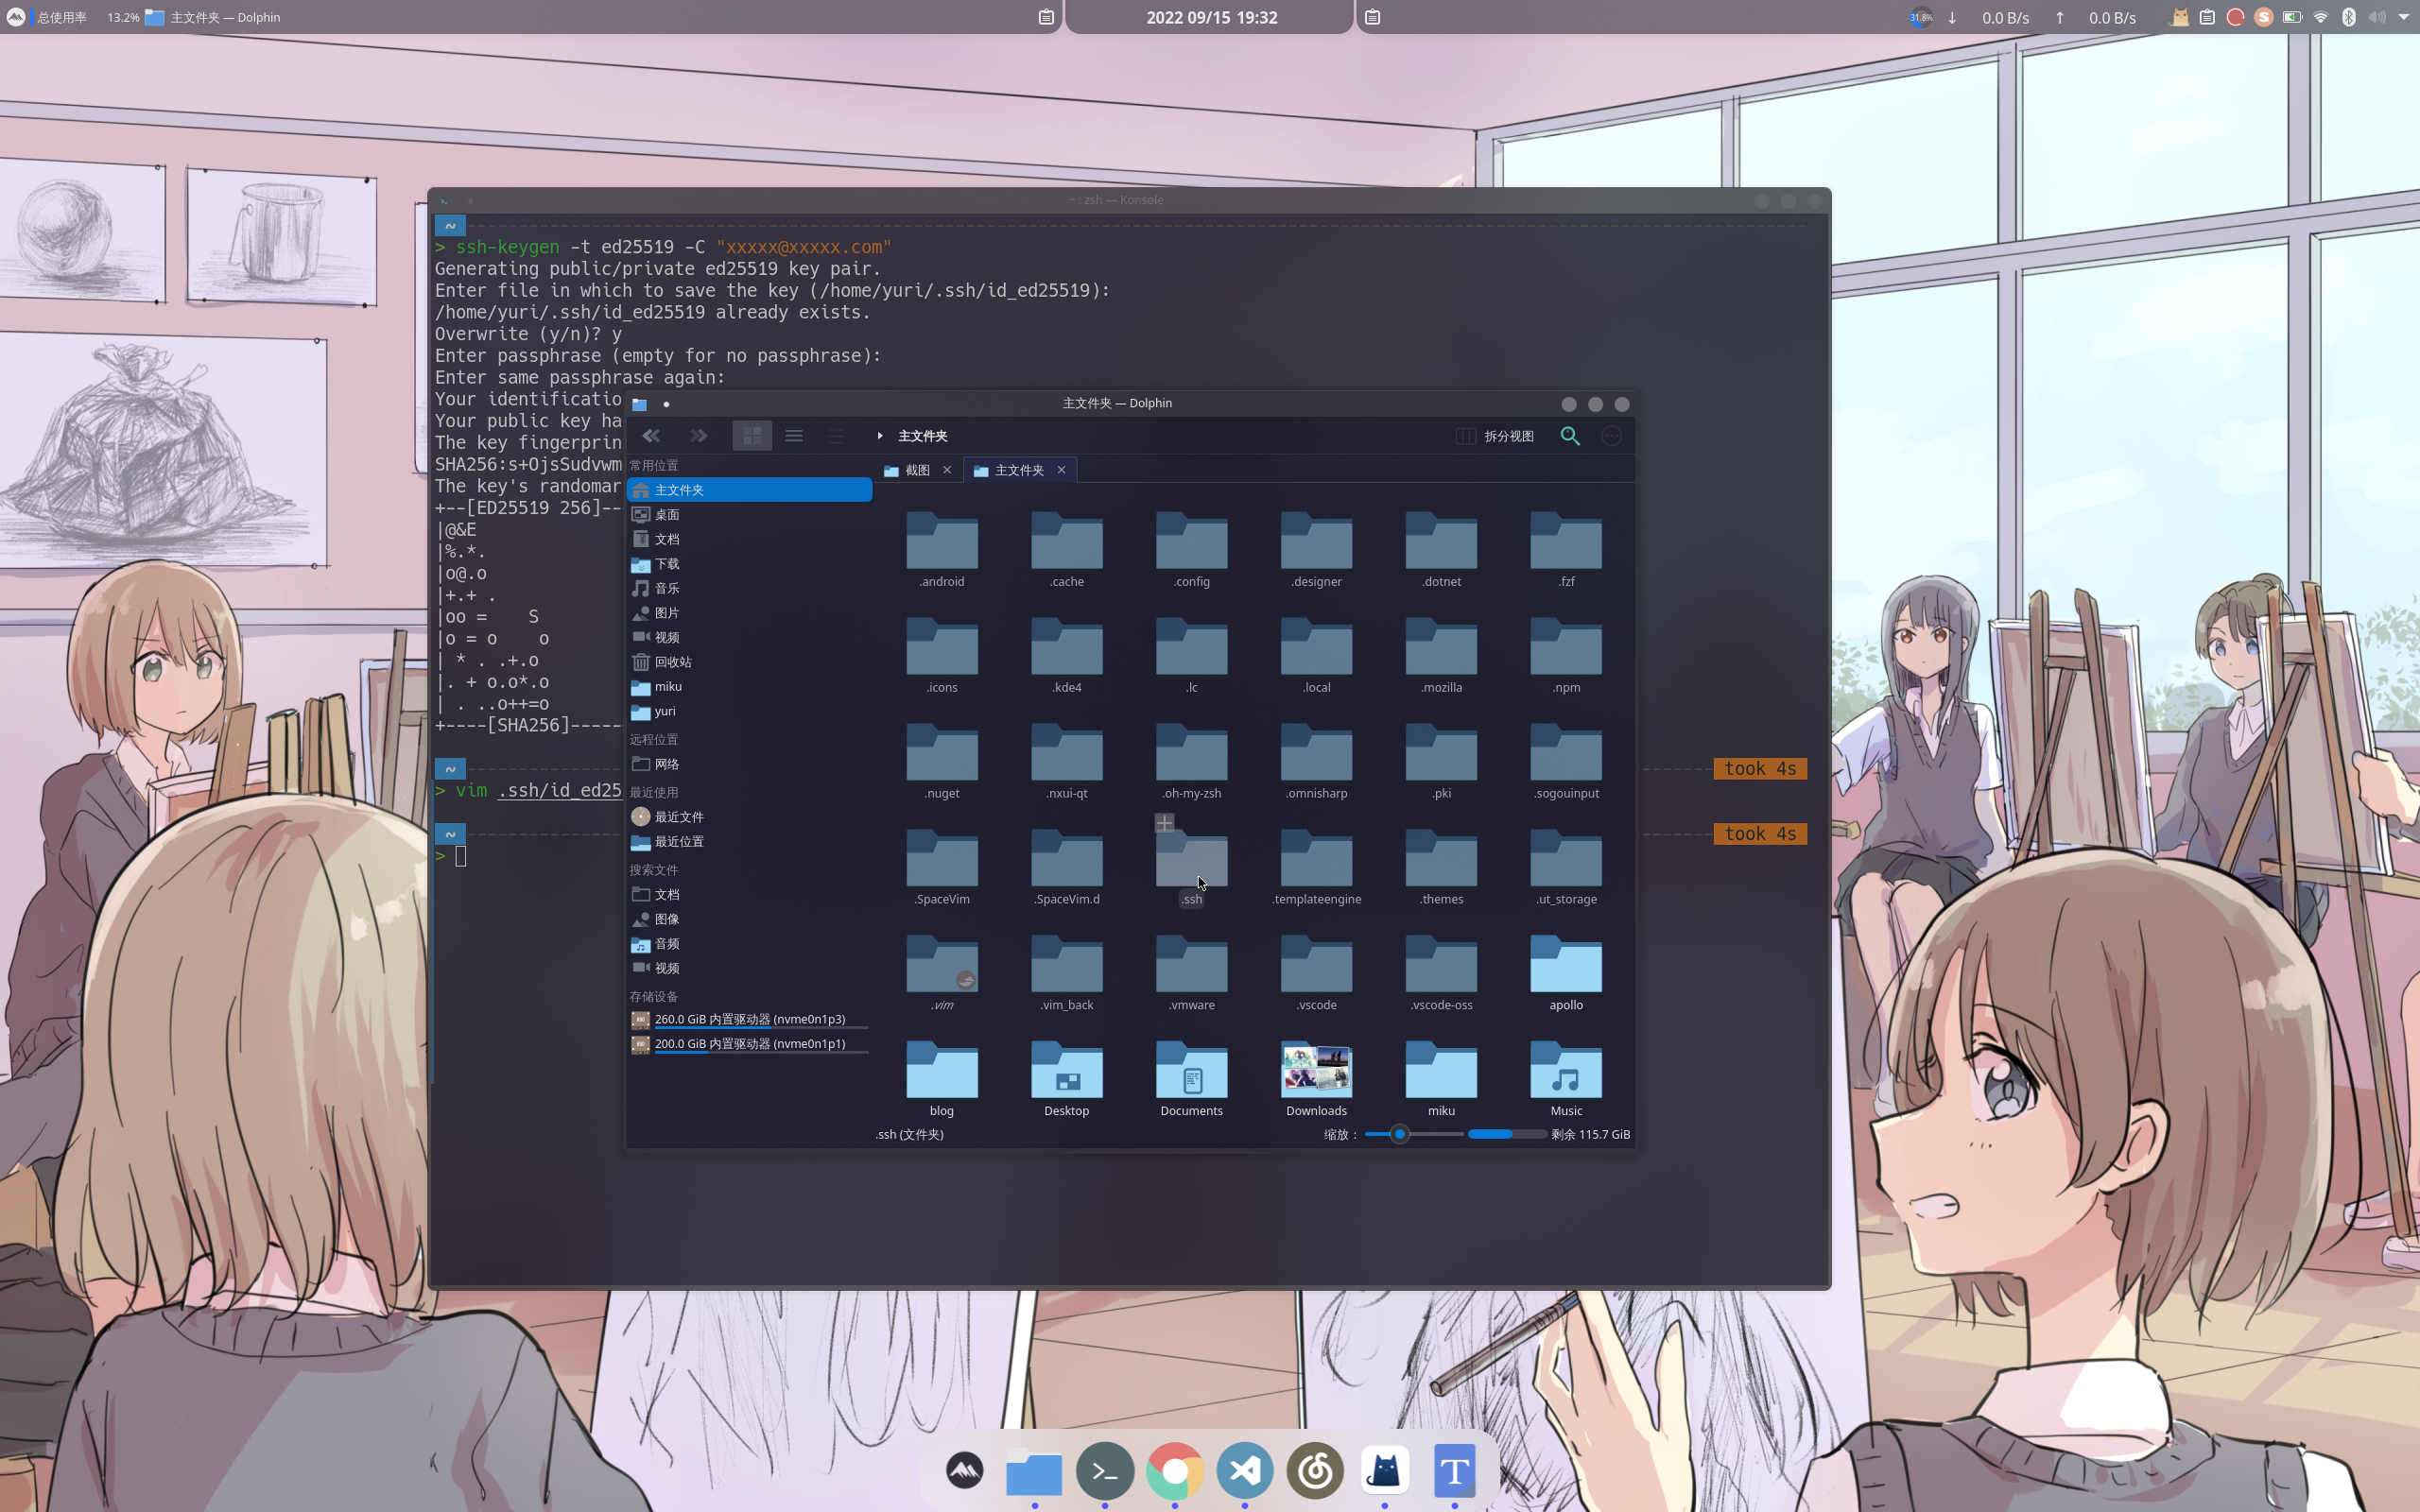 总使用率 13.2% 主文件夹 — Dolphin
2022 09/15 19:32
31.8% ↓ 0.0 B/s ↑ 0.0 B/s
~ : zsh — Konsole
~
> ssh-keygen -t ed25519 -C "xxxxx@xxxxx.com"
Generating public/private ed25519 key pair.
Enter file in which to save the key (/home/yuri/.ssh/id_ed25519):
/home/yuri/.ssh/id_ed25519 already exists.
Overwrite (y/n)? y
Enter passphrase (empty for no passphrase):
Enter same passphrase again:
Your identificatio
Your public key ha
The key fingerprin
SHA256:s+OjsSudvwm
The key's randomar
+--[ED25519 256]--
|@&E
|%.*.
|o@.o
|+.+ .
|oo =    S
|o = o    o
| * . .+.o
|. + o.o*.o
| . ..o++=o
+----[SHA256]-----
~ took 4s
> vim .ssh/id_ed25
~ took 4s
>
主文件夹 — Dolphin
主文件夹
拆分视图
截图
主文件夹
常用位置
主文件夹
桌面
文档
下载
音乐
图片
视频
回收站
miku
yuri
远程位置
网络
最近使用
最近文件
最近位置
搜索文件
文档
图像
音频
视频
存储设备
260.0 GiB 内置驱动器 (nvme0n1p3)
200.0 GiB 内置驱动器 (nvme0n1p1)
.android .cache .config .designer .dotnet .fzf
.icons .kde4 .lc .local .mozilla .npm
.nuget .nxui-qt .oh-my-zsh .omnisharp .pki .sogouinput
.SpaceVim .SpaceVim.d .ssh .templateengine .themes .ut_storage
.vim .vim_back .vmware .vscode .vscode-oss apollo
blog Desktop Documents Downloads miku Music
.ssh (文件夹)
缩放：
剩余 115.7 GiB